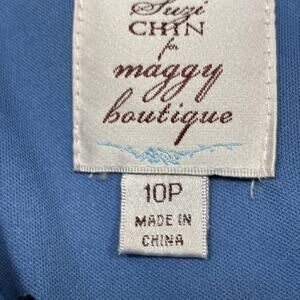 Suzi
CHIN
for
maggy
boutique
10P
MADE IN
CHINA